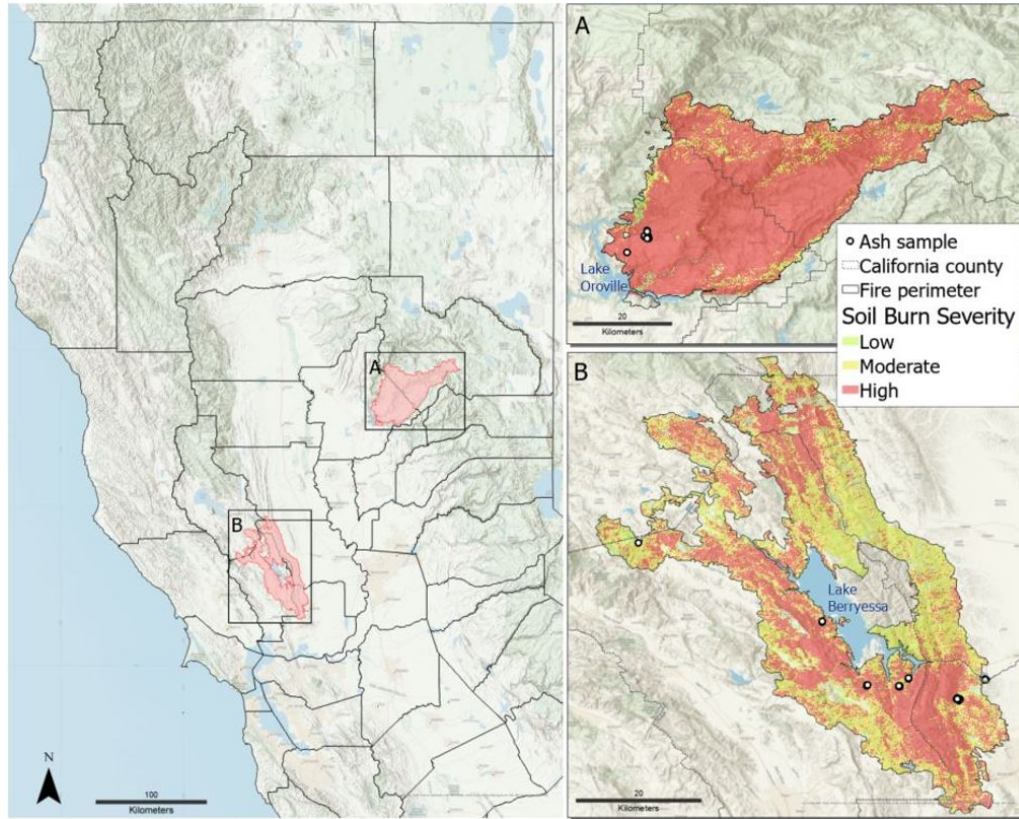 A
B
N
100
Kilometers
A
Lake
Oroville
20
Kilometers
Ash sample
California county
Fire perimeter
Soil Burn Severity
Low
Moderate
High
B
Lake
Berryessa
20
Kilometers